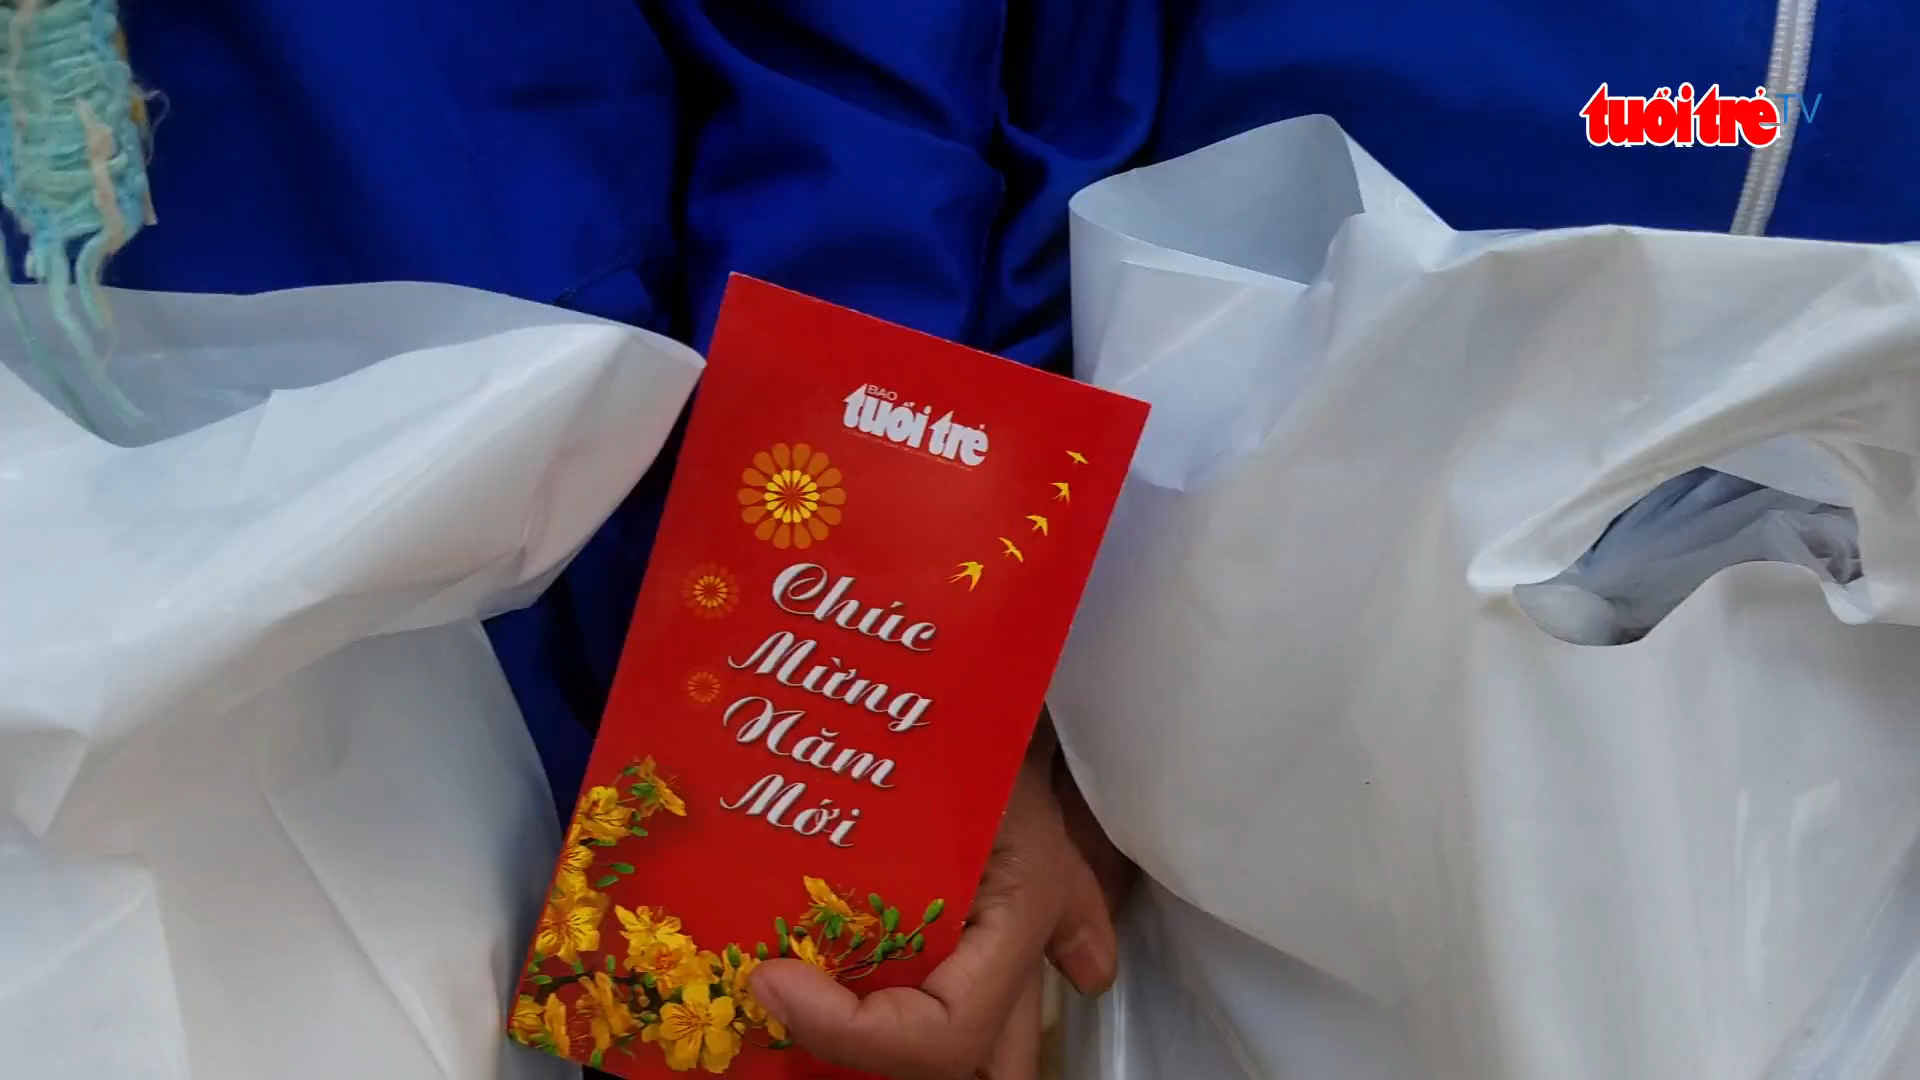 tuổi trẻ TV
BÁO
tuổi trẻ
Chúc
Mừng
Năm
Mới